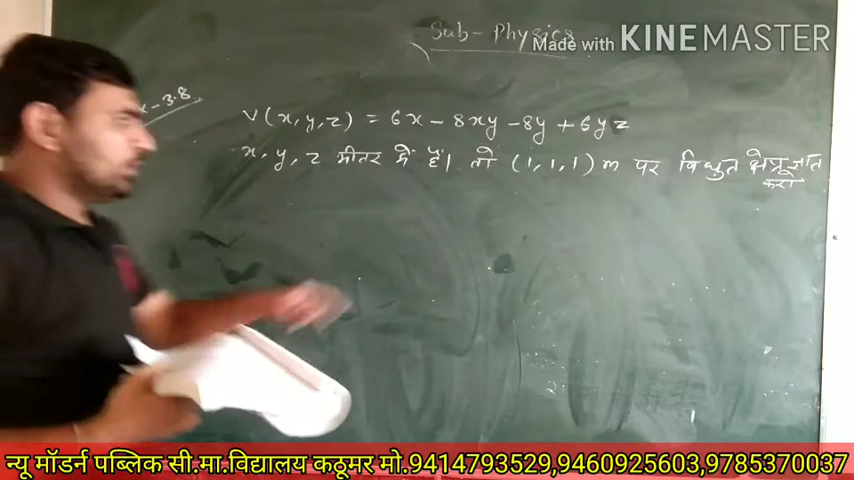 Sub-Physics
Made with KINEMASTER
x-3.8
V(x,y,z) = 6x - 8xy - 8y + 6yz
x, y, z मीटर में हैं। तो (1,1,1) m पर विधुत क्षेत्र ज्ञात
करो
न्यू मॉडर्न पब्लिक सी.मा.विद्यालय कठूमर मो.9414793529,9460925603,9785370037